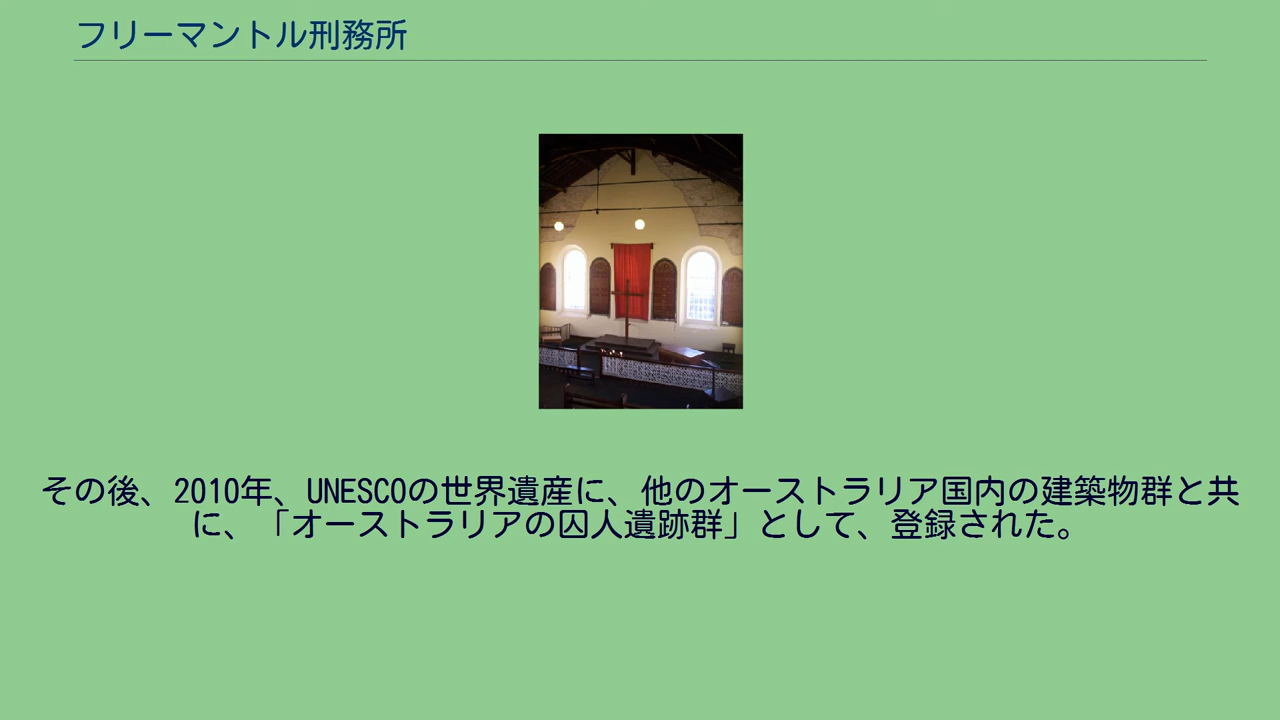 フリーマントル刑務所
その後、2010年、UNESCOの世界遺産に、他のオーストラリア国内の建築物群と共
に、「オーストラリアの囚人遺跡群」として、登録された。